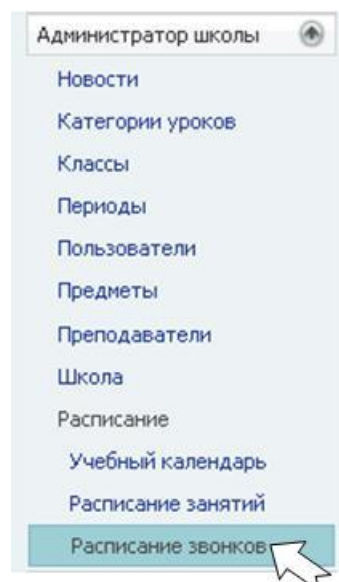 Администратор школы
Новости
Категории уроков
Классы
Периоды
Пользователи
Предметы
Преподаватели
Школа
Расписание
Учебный календарь
Расписание занятий
Расписание звонков